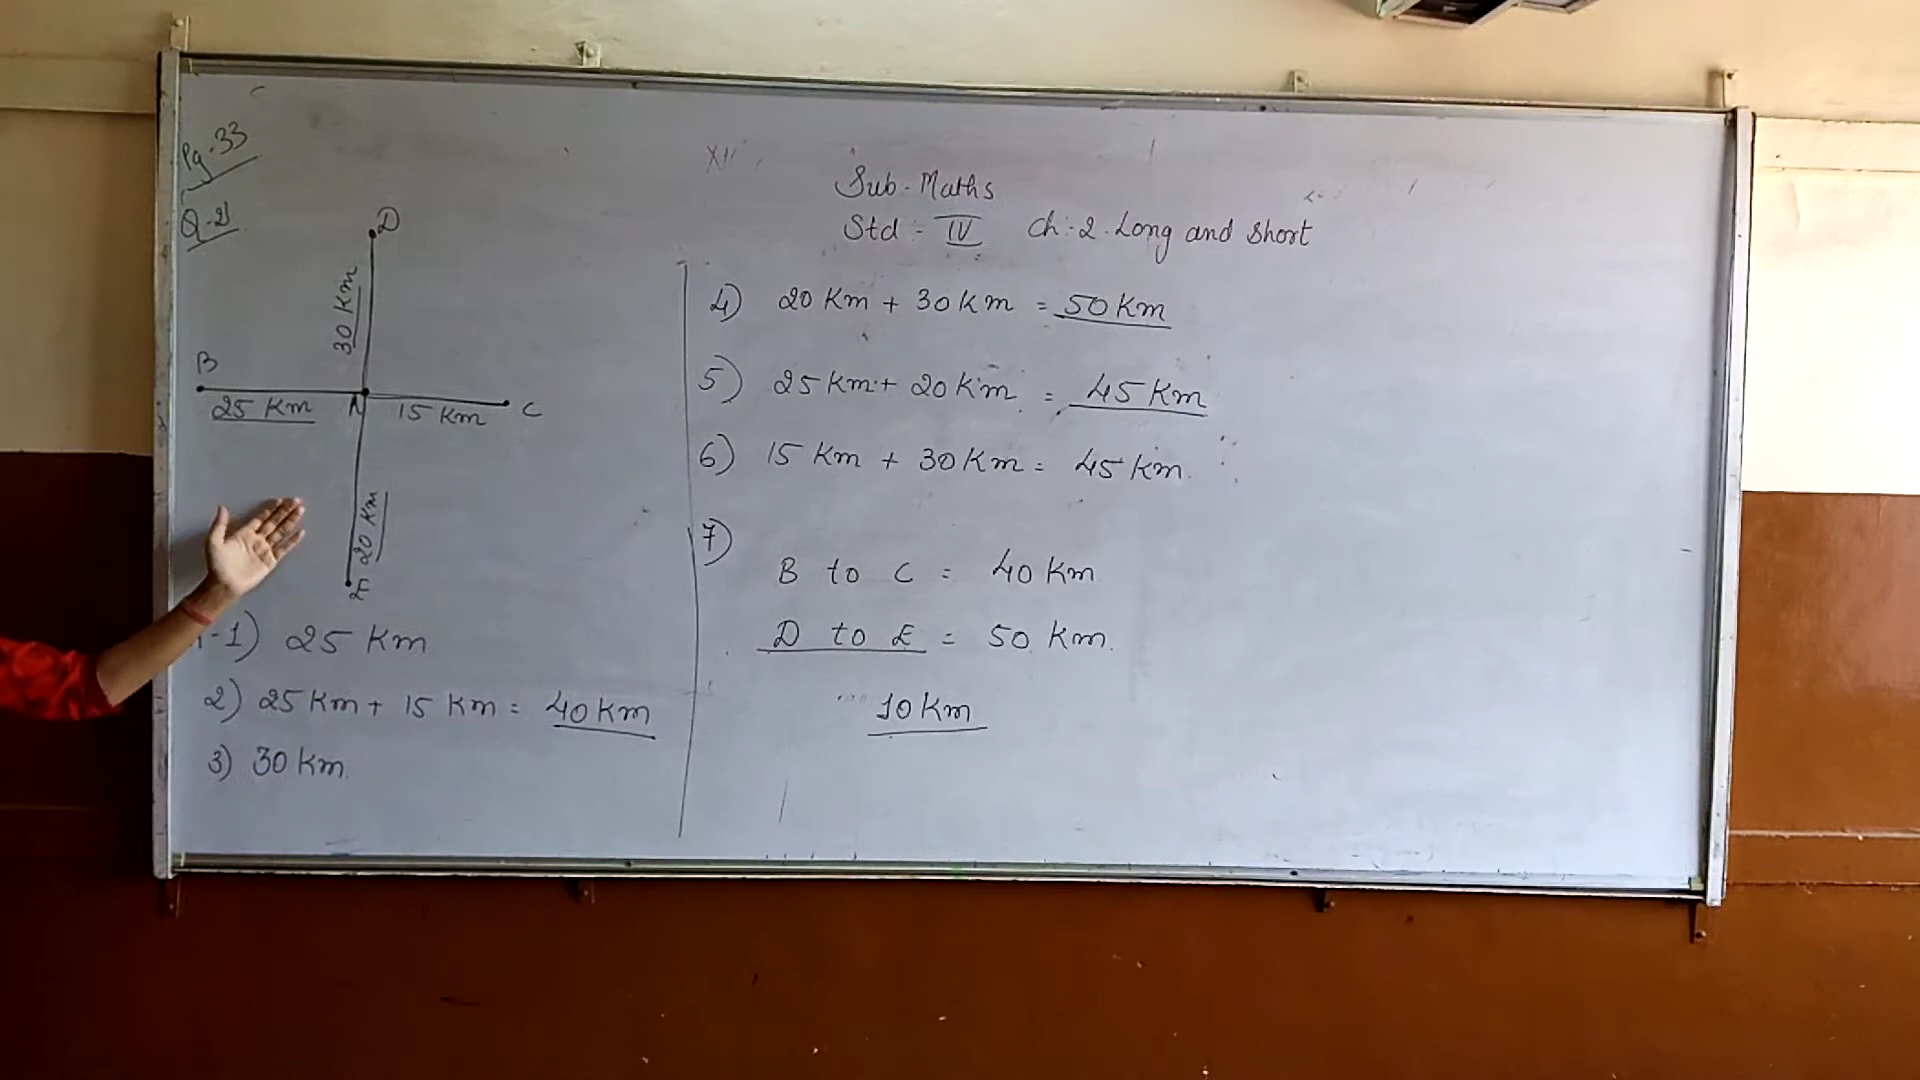 Pg-33
Q-2)
D
30 Km
B
25 Km
A
15 Km
C
20 Km
E
-1) 25 Km
2) 25 Km + 15 Km = 40 Km
3) 30 Km.
Sub - Maths
Std - IV Ch:-2. Long and Short
4) 20 Km + 30 Km = 50 Km
5) 25 Km + 20 Km = 45 Km
6) 15 Km + 30 Km = 45 Km.
7)
B to C = 40 Km
D to E = 50 Km.
10 Km